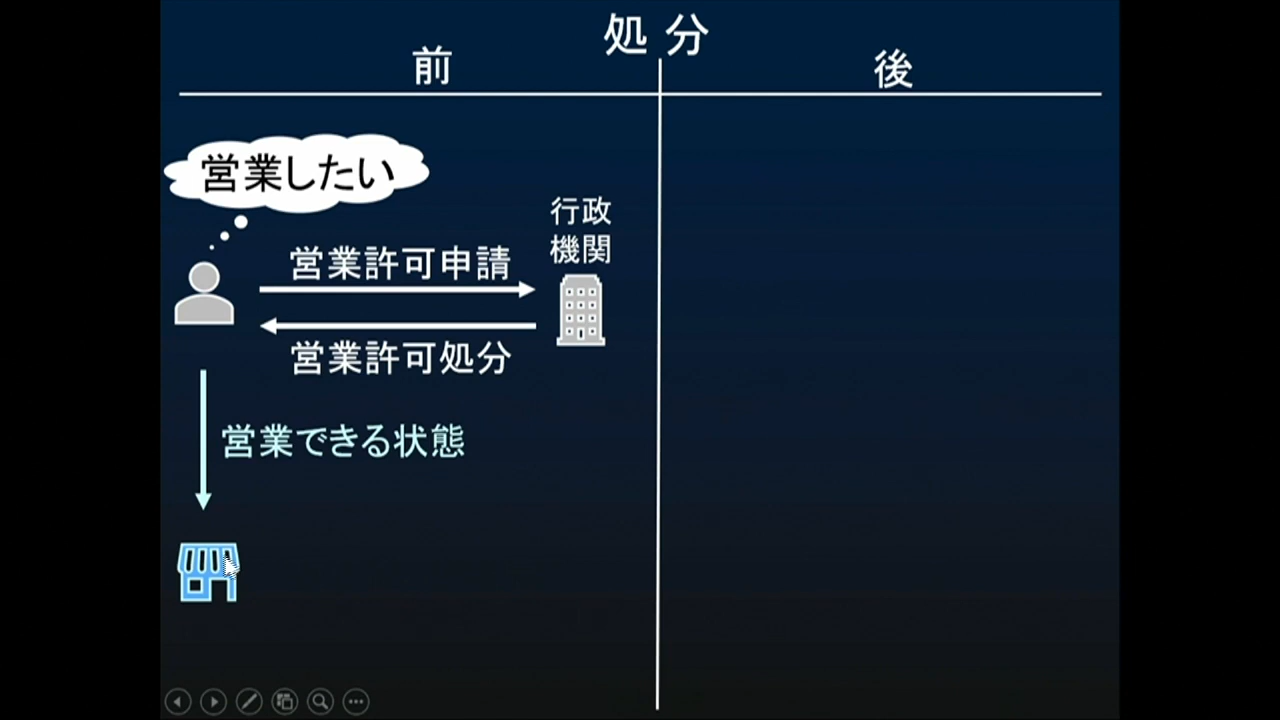 処分
前
後
営業したい
行政
機関
営業許可申請
営業許可処分
営業できる状態